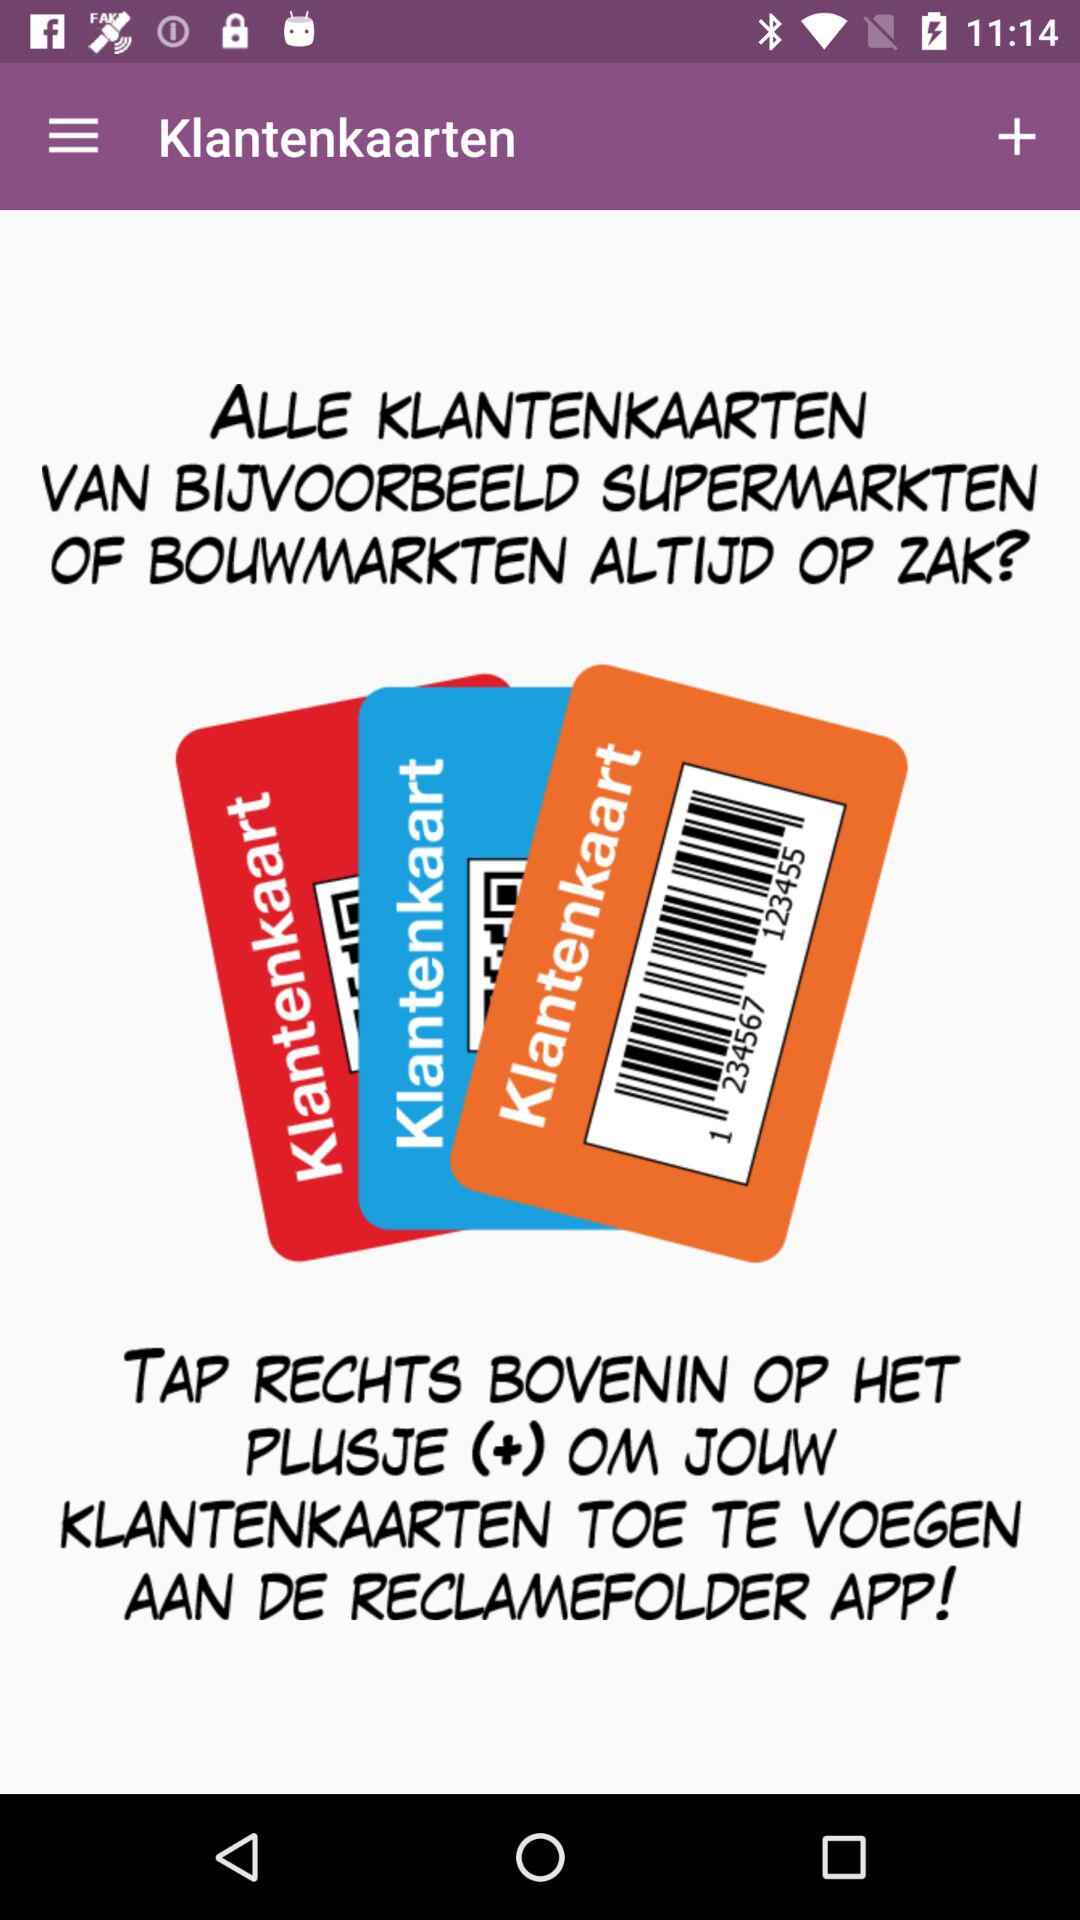 FAKE
11:14
Klantenkaarten
ALLE KLANTENKAARTEN
VAN BIJVOORBEELD SUPERMARKTEN
OF BOUWMARKTEN ALTIJD OP ZAK?
Klantenkaart
Klantenkaart
Klantenkaart
1 234567 123455
TAP RECHTS BOVENIN OP HET
PLUSJE (+) OM JOUW
KLANTENKAARTEN TOE TE VOEGEN
AAN DE RECLAMEFOLDER APP!